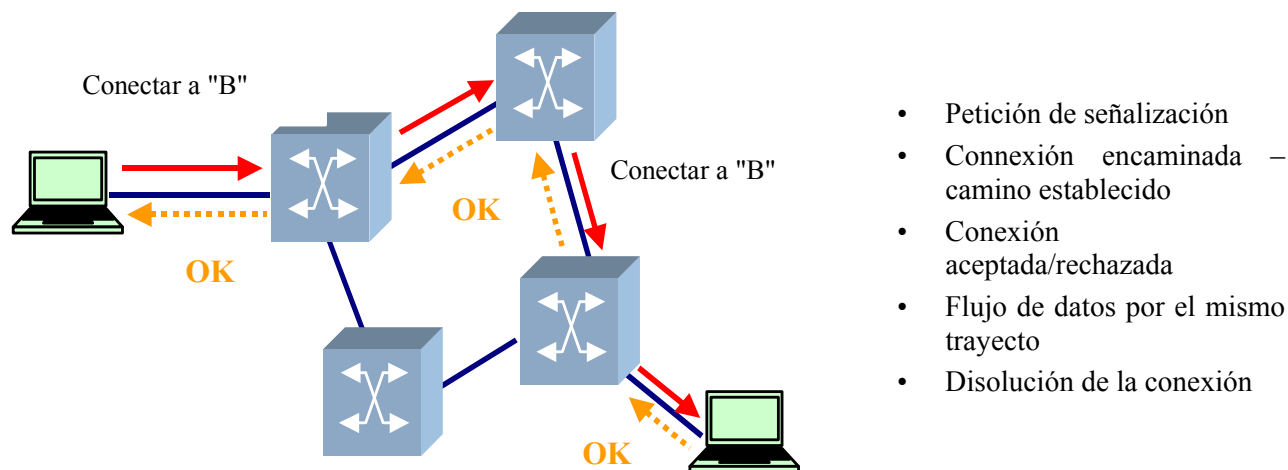 Conectar a "B"
OK
OK
Conectar a "B"
OK
• Petición de señalización
• Connexión encaminada –
camino establecido
• Conexión
aceptada/rechazada
• Flujo de datos por el mismo
trayecto
• Disolución de la conexión